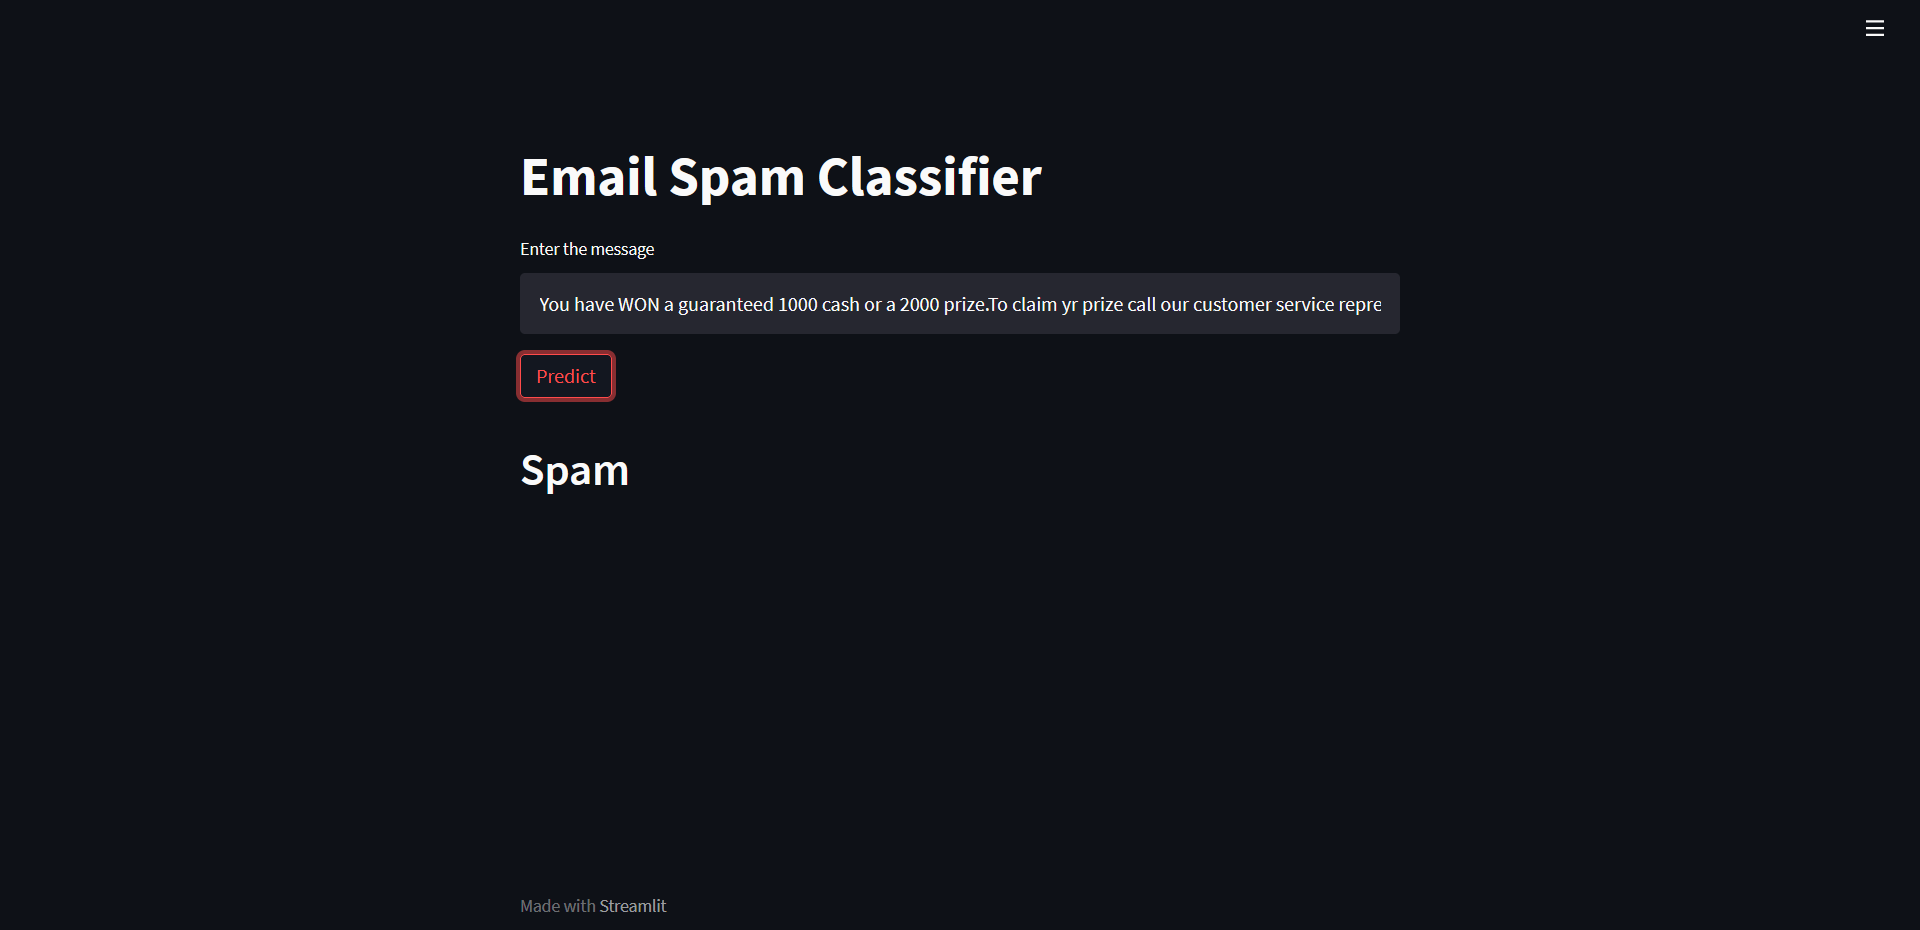 Email Spam Classifier
Enter the message
You have WON a guaranteed 1000 cash or a 2000 prize.To claim yr prize call our customer service repre
Predict
Spam
Made with Streamlit